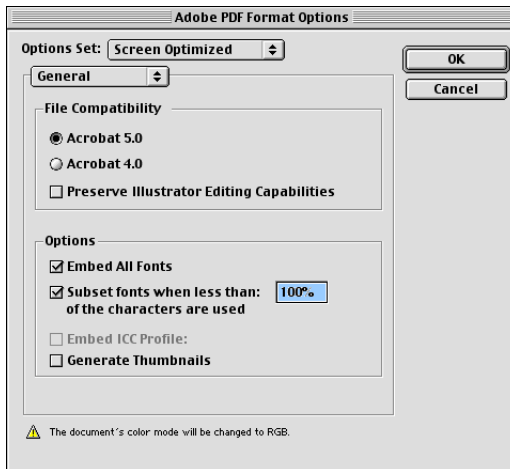 Adobe PDF Format Options
Options Set: Screen Optimized
OK
General
Cancel
File Compatibility
Acrobat 5.0
Acrobat 4.0
Preserve Illustrator Editing Capabilities
Options
Embed All Fonts
Subset fonts when less than: 100%
of the characters are used
Embed ICC Profile:
Generate Thumbnails
The document's color mode will be changed to RGB.